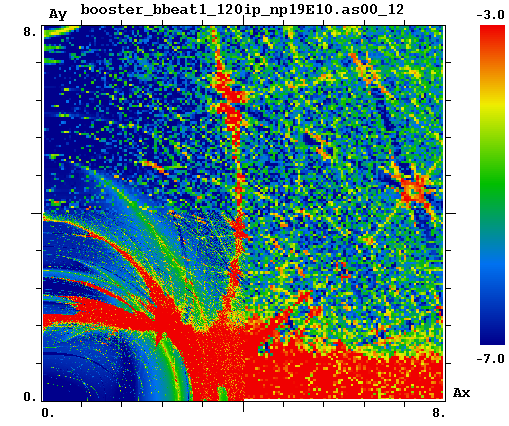 Ay booster_bbeat1_120ip_np19E10.as00_12
8.
-3.0
-7.0
0.
Ax
0. 8.